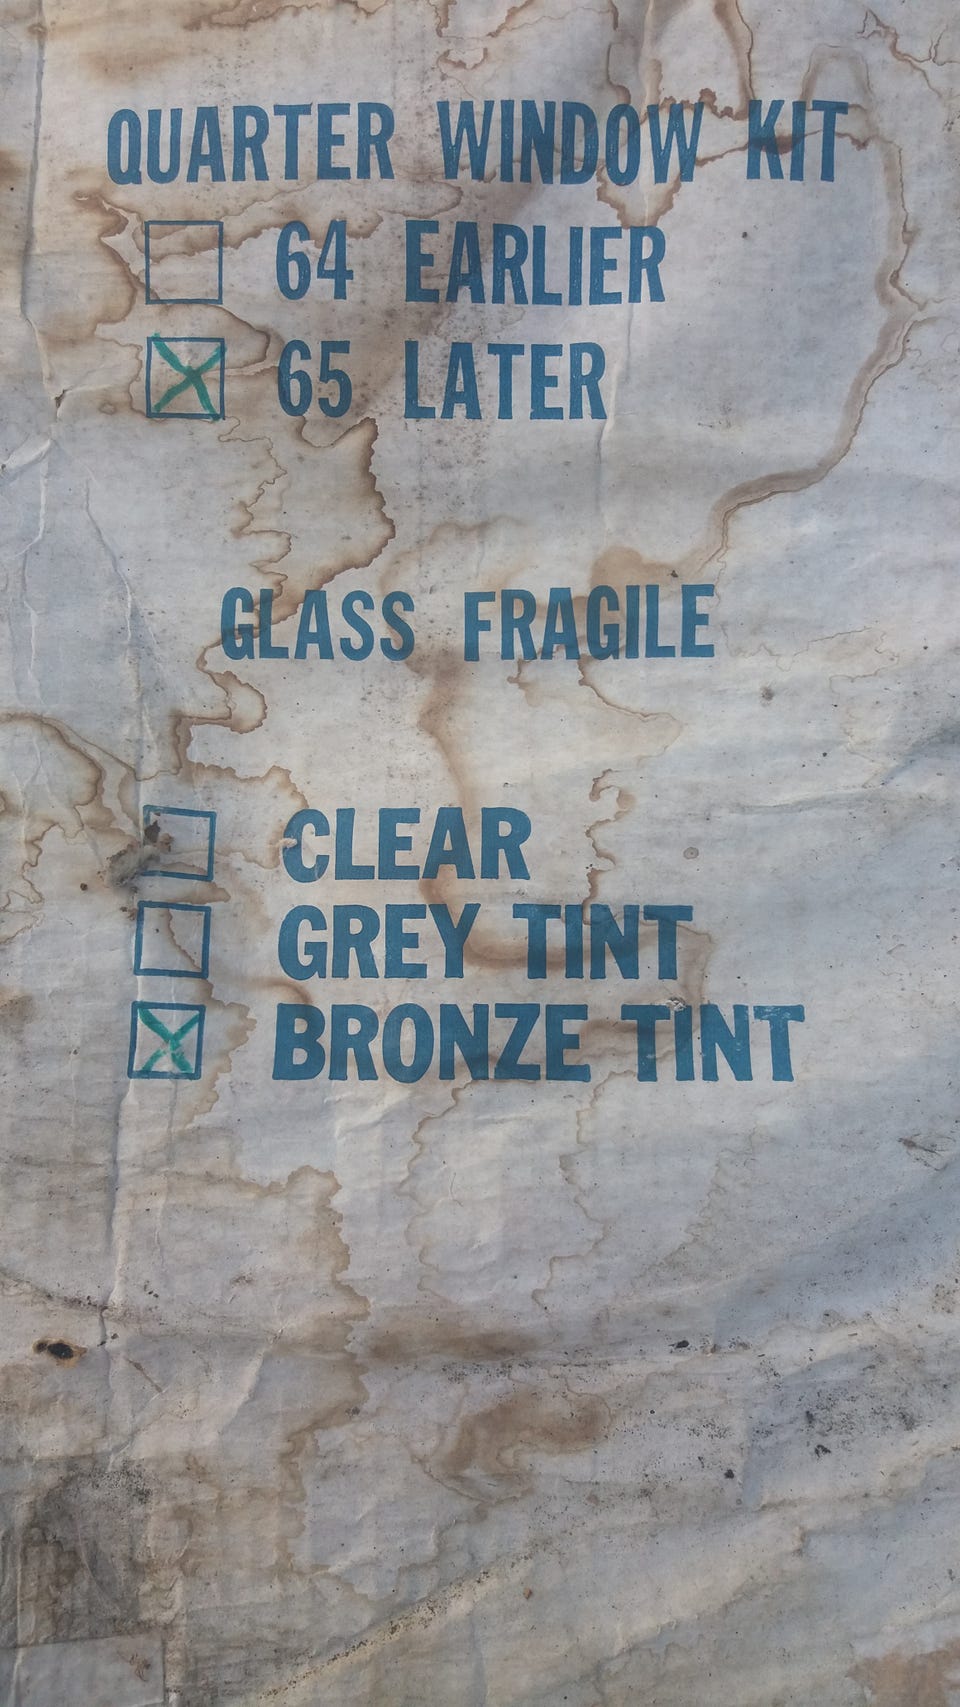 QUARTER WINDOW KIT
64 EARLIER
65 LATER
GLASS FRAGILE
CLEAR
GREY TINT
BRONZE TINT